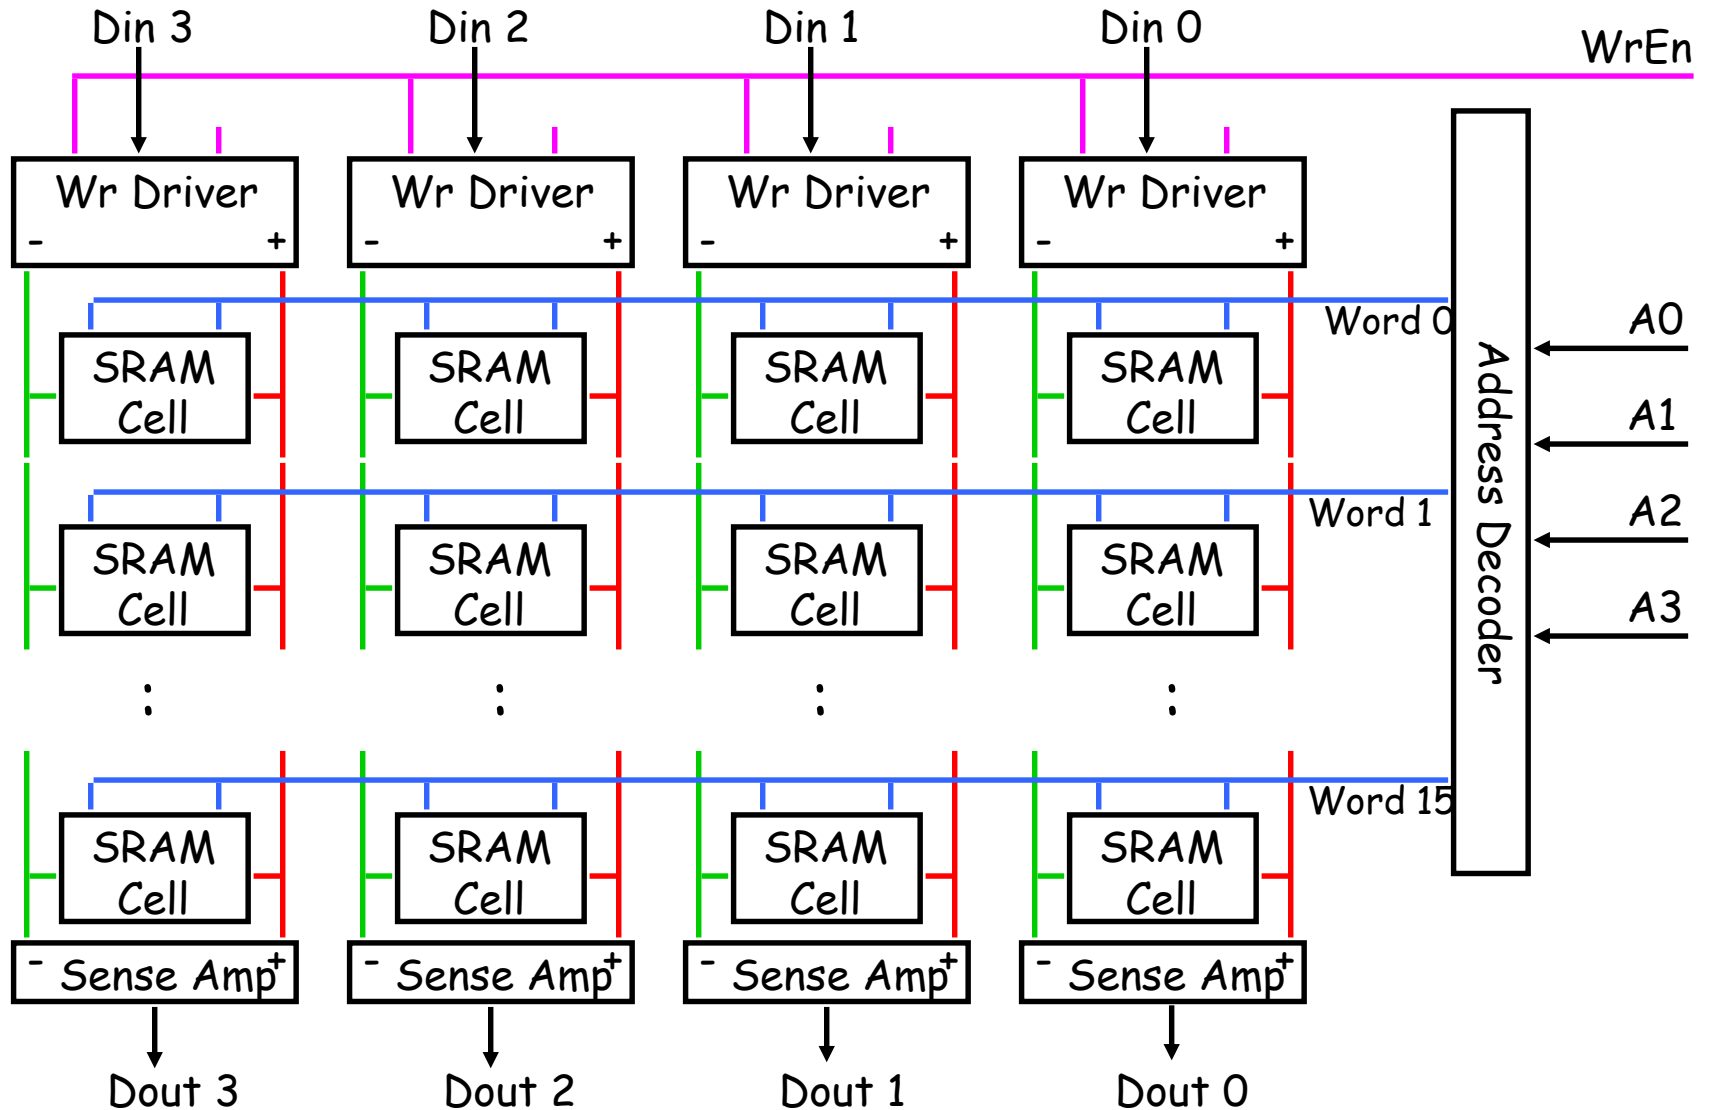 Din 3
Din 2
Din 1
Din 0
WrEn
Wr Driver
- +
Wr Driver
- +
Wr Driver
- +
Wr Driver
- +
Word 0
A0
SRAM
Cell
SRAM
Cell
SRAM
Cell
SRAM
Cell
Address Decoder
A1
Word 1
A2
SRAM
Cell
SRAM
Cell
SRAM
Cell
SRAM
Cell
A3
:
:
:
:
Word 15
SRAM
Cell
SRAM
Cell
SRAM
Cell
SRAM
Cell
- Sense Amp +
- Sense Amp +
- Sense Amp +
- Sense Amp +
Dout 3
Dout 2
Dout 1
Dout 0